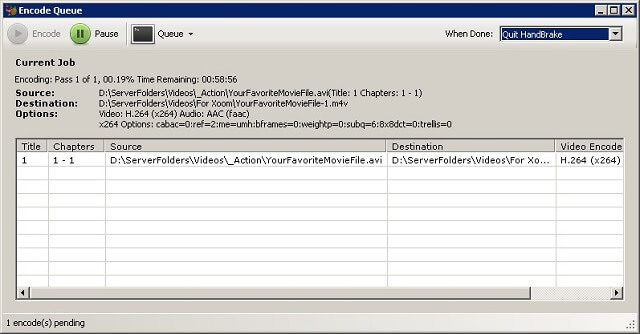 Encode Queue
Encode Pause Queue When Done: Quit HandBrake
Current Job
Encoding: Pass 1 of 1, 00.19% Time Remaining: 00:58:56
Source: D:\ServerFolders\Videos\_Action\YourFavoriteMovieFile.avi(Title: 1 Chapters: 1 - 1)
Destination: D:\ServerFolders\Videos\For Xoom\YourFavoriteMovieFile-1.m4v
Options: Video: H.264 (x264) Audio: AAC (faac)
x264 Options: cabac=0:ref=2:me=umh:bframes=0:weightp=0:subq=6:8x8dct=0:trellis=0
Title Chapters Source Destination Video Encode
1 1 - 1 D:\ServerFolders\Videos\_Action\YourFavoriteMovieFile.avi D:\ServerFolders\Videos\For Xo... H.264 (x264)
1 encode(s) pending